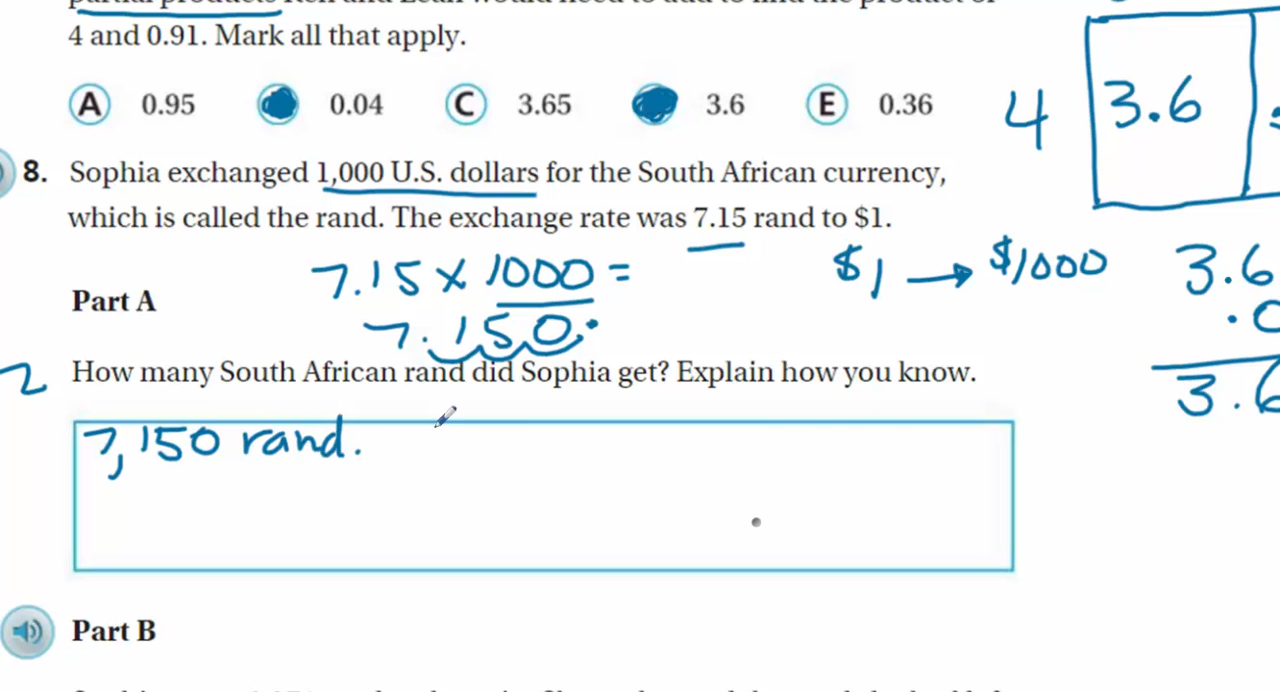 4 and 0.91. Mark all that apply.
A 0.95 0.04 C 3.65 3.6 E 0.36
4 3.6
8. Sophia exchanged 1,000 U.S. dollars for the South African currency,
which is called the rand. The exchange rate was 7.15 rand to $1.
7.15 x 1000 = $1 → $1000
3.6
.0
Part A
7.150.
3.6
2
How many South African rand did Sophia get? Explain how you know.
7,150 rand.
Part B